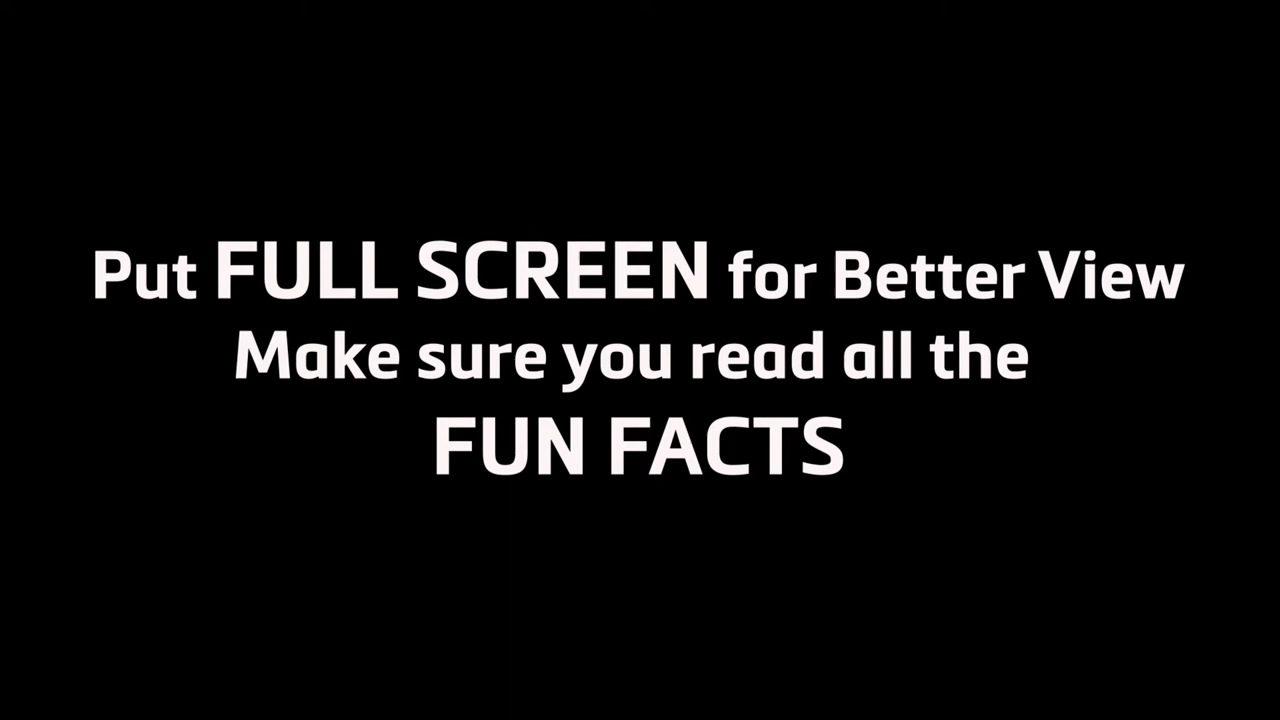 Put FULL SCREEN for Better View
Make sure you read all the
FUN FACTS